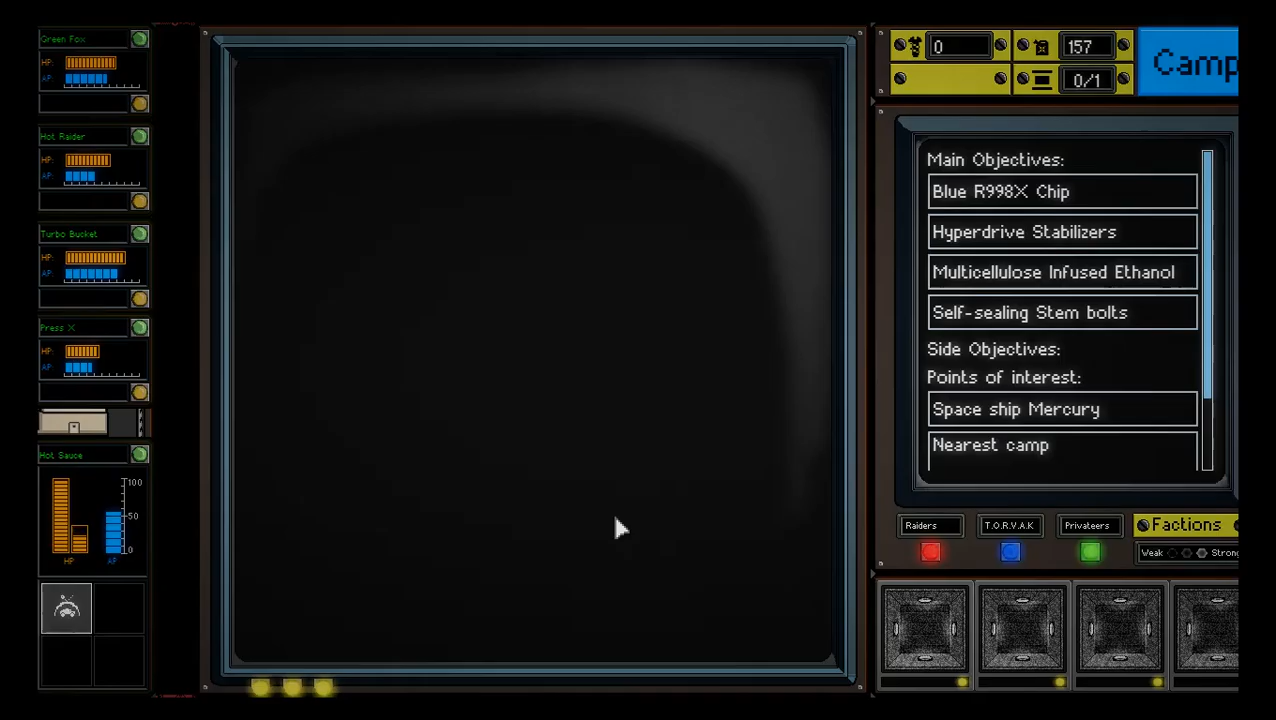 Green Fox
HP:
AP:
Hot Raider
HP:
AP:
Turbo Bucket
HP:
AP:
Press X
HP:
AP:
Hot Sauce
100
50
0
HP
AP
0
157
0/1
Camp
Main Objectives:
Blue R998X Chip
Hyperdrive Stabilizers
Multicellulose Infused Ethanol
Self-sealing Stem bolts
Side Objectives:
Points of interest:
Space ship Mercury
Nearest camp
Raiders
T.O.R.V.A.K
Privateers
Factions
Weak
Strong